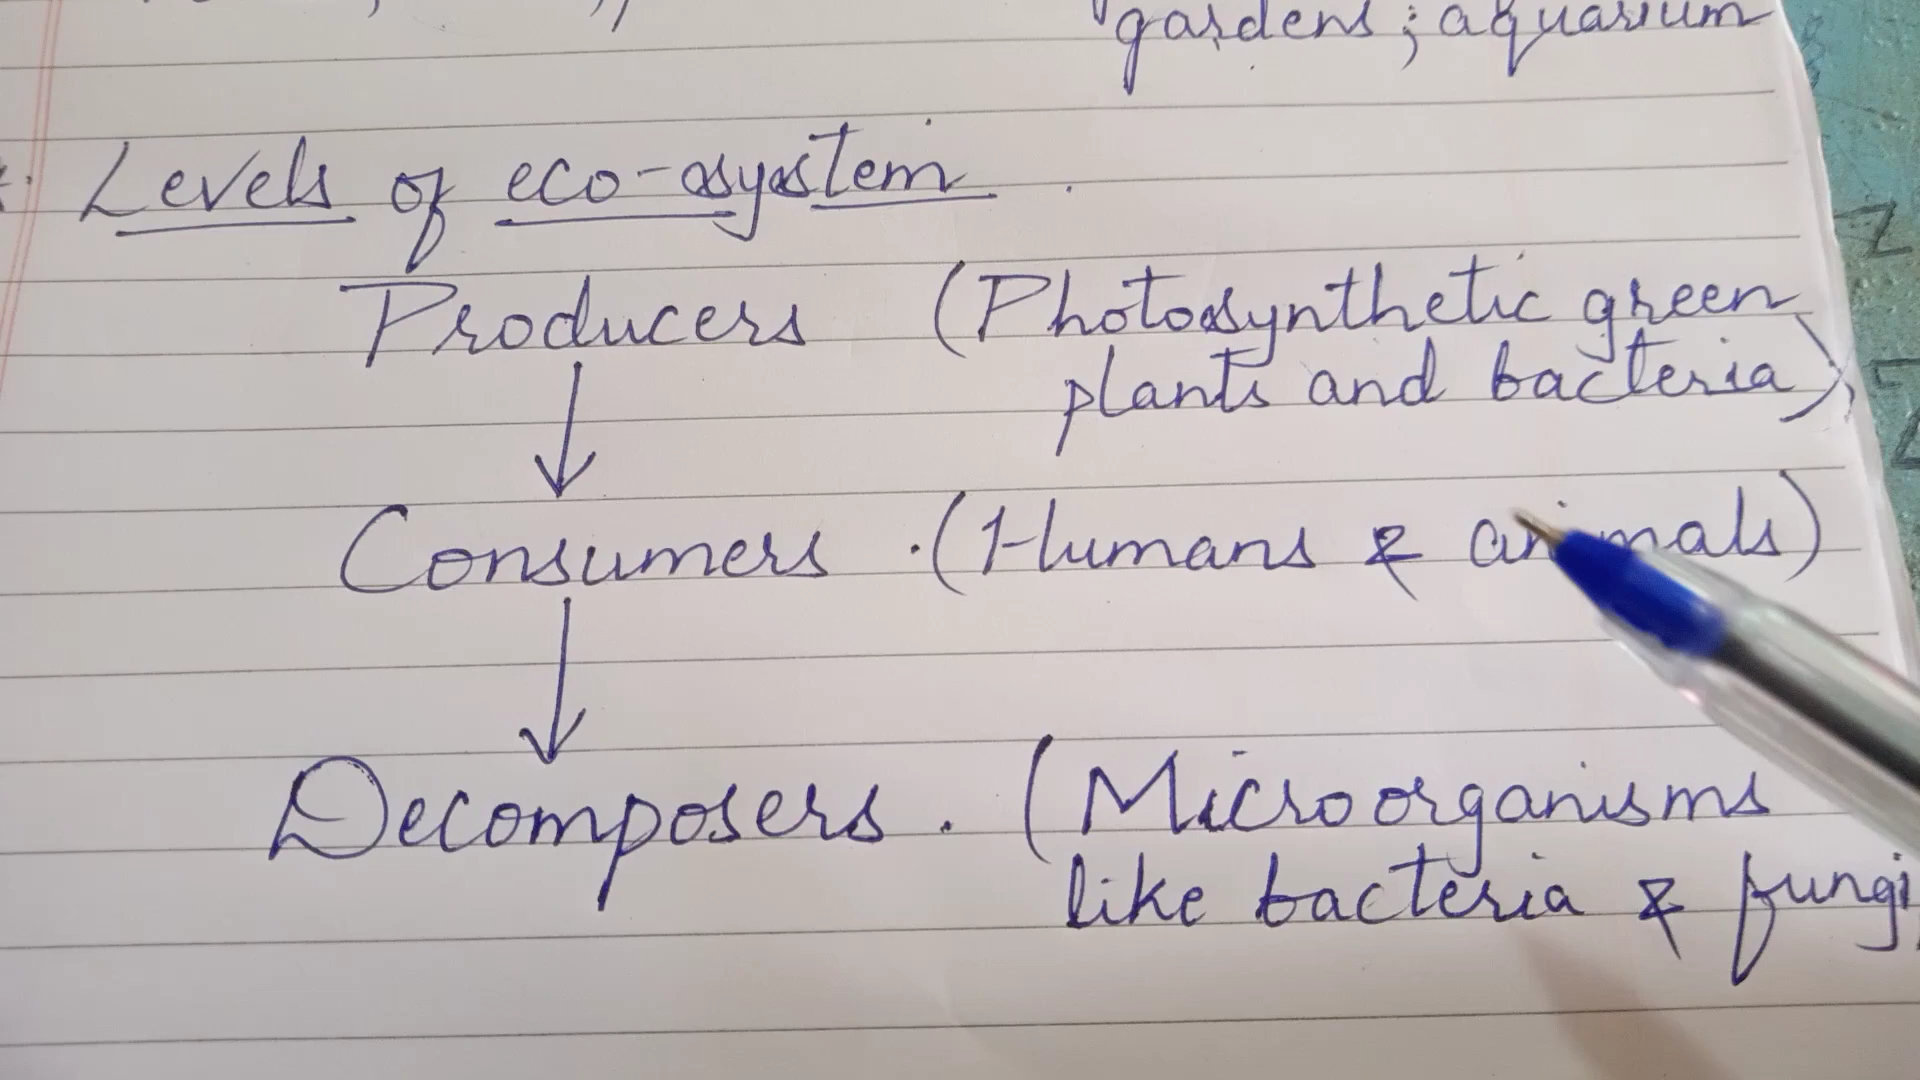 gardens; aquarium
Levels of eco-system.
Producers (Photosynthetic green
plants and bacteria)
Consumers. (Humans & animals)
Decomposers. (Microorganisms
like bacteria & fungi